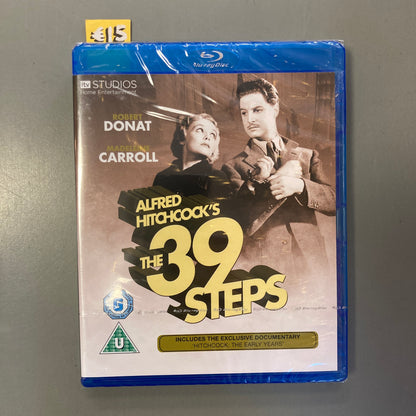 €15
Blu-ray Disc
itv STUDIOS
Home Entertainment
ROBERT
DONAT
MADELEINE
CARROLL
ALFRED
HITCHCOCK'S
THE 39
STEPS
U
INCLUDES THE EXCLUSIVE DOCUMENTARY
'HITCHCOCK: THE EARLY YEARS'